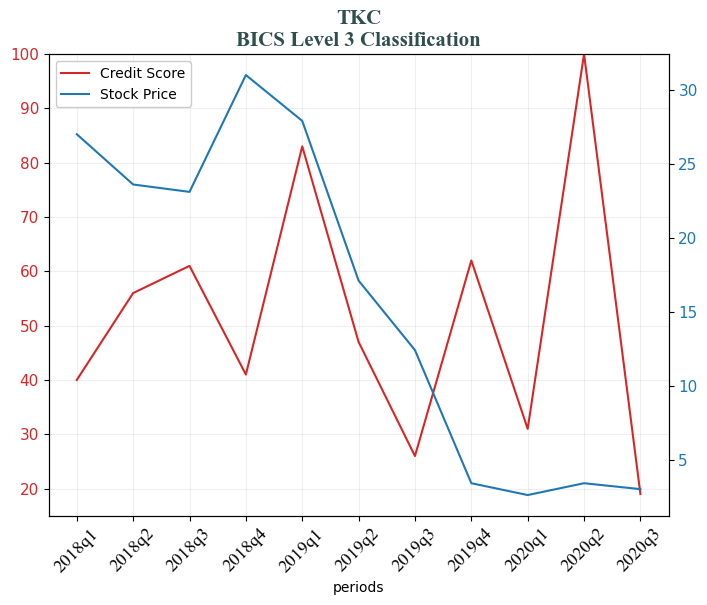 TKC
BICS Level 3 Classification
Credit Score
Stock Price
100
90
80
70
60
50
40
30
20
30
25
20
15
10
5
2018q1
2018q2
2018q3
2018q4
2019q1
2019q2
2019q3
2019q4
2020q1
2020q2
2020q3
periods